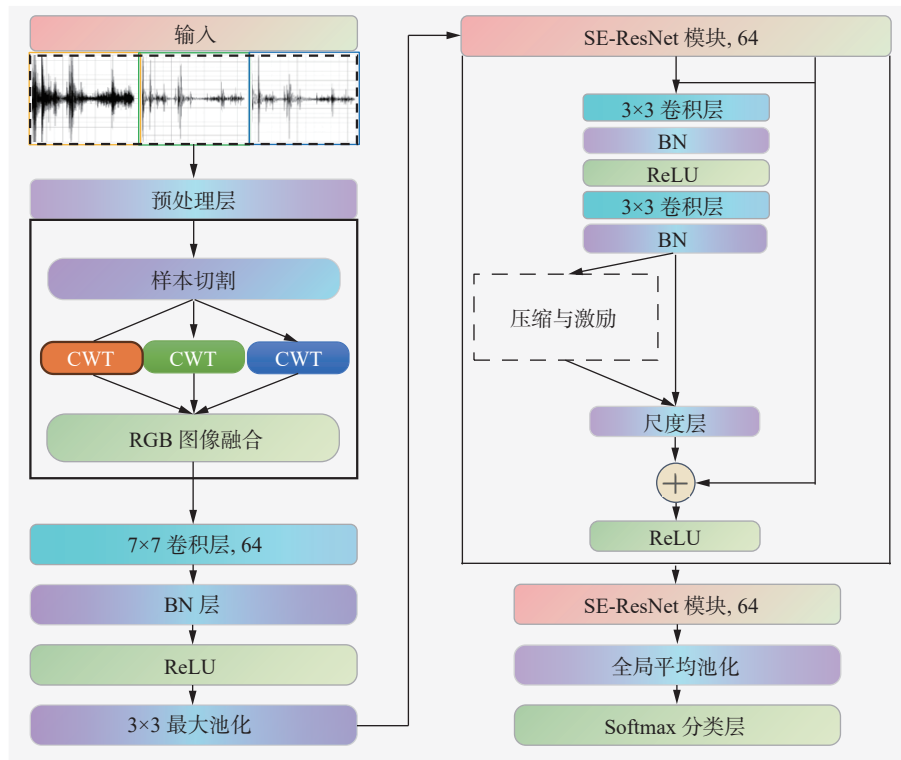 输入
预处理层
样本切割
CWT
CWT
CWT
RGB 图像融合
7×7 卷积层, 64
BN 层
ReLU
3×3 最大池化
SE-ResNet 模块, 64
3×3 卷积层
BN
ReLU
3×3 卷积层
BN
压缩与激励
尺度层
ReLU
SE-ResNet 模块, 64
全局平均池化
Softmax 分类层